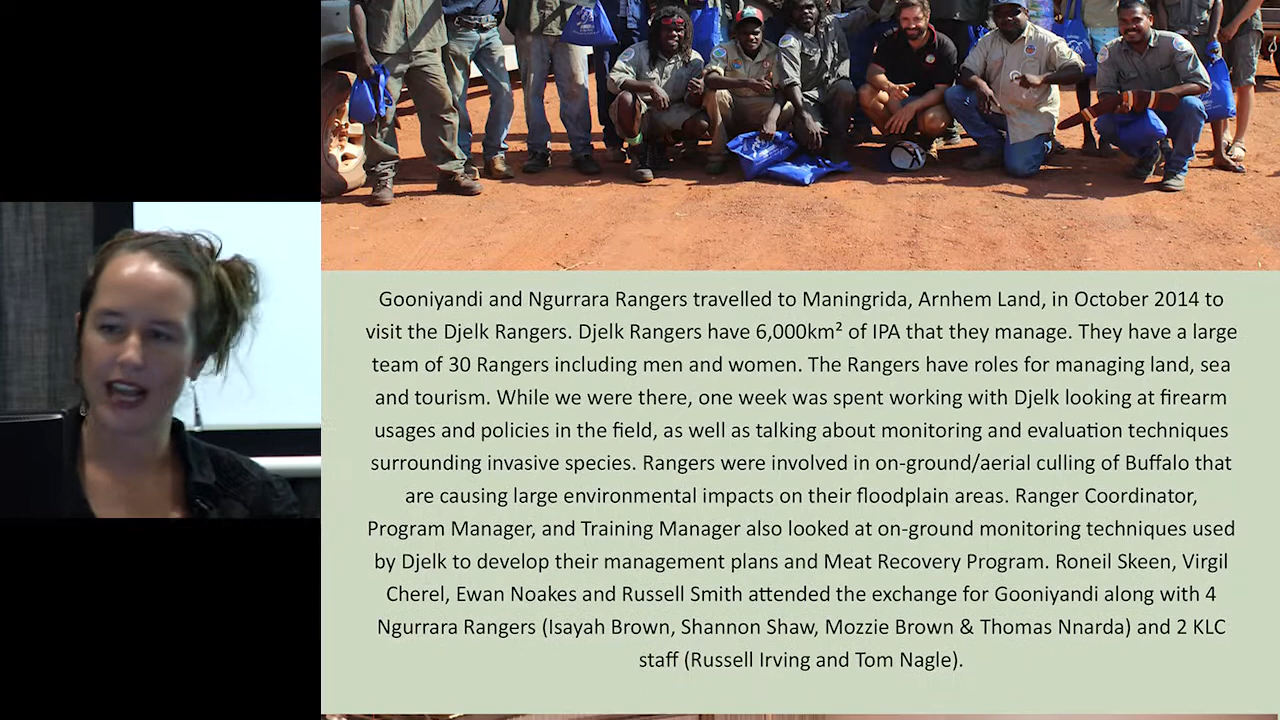 Gooniyandi and Ngurrara Rangers travelled to Maningrida, Arnhem Land, in October 2014 to
visit the Djelk Rangers. Djelk Rangers have 6,000km² of IPA that they manage. They have a large
team of 30 Rangers including men and women. The Rangers have roles for managing land, sea
and tourism. While we were there, one week was spent working with Djelk looking at firearm
usages and policies in the field, as well as talking about monitoring and evaluation techniques
surrounding invasive species. Rangers were involved in on-ground/aerial culling of Buffalo that
are causing large environmental impacts on their floodplain areas. Ranger Coordinator,
Program Manager, and Training Manager also looked at on-ground monitoring techniques used
by Djelk to develop their management plans and Meat Recovery Program. Roneil Skeen, Virgil
Cherel, Ewan Noakes and Russell Smith attended the exchange for Gooniyandi along with 4
Ngurrara Rangers (Isayah Brown, Shannon Shaw, Mozzie Brown & Thomas Nnarda) and 2 KLC
staff (Russell Irving and Tom Nagle).